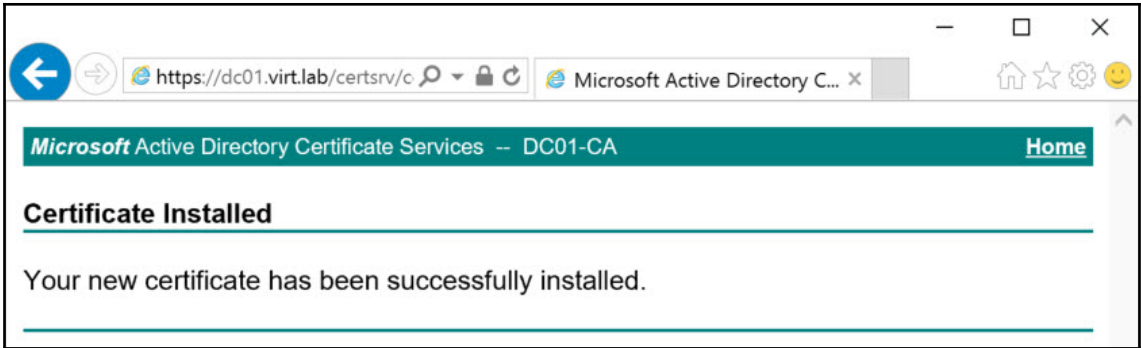 https://dc01.virt.lab/certsrv/c
Microsoft Active Directory C...
Microsoft Active Directory Certificate Services -- DC01-CA
Home
Certificate Installed
Your new certificate has been successfully installed.